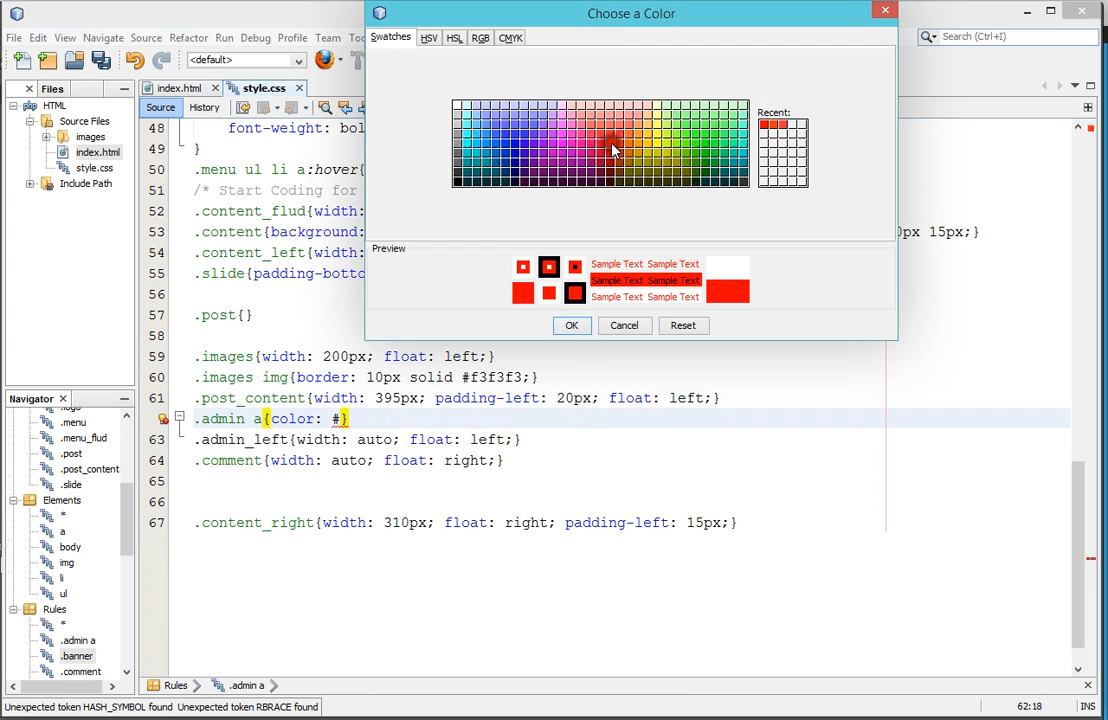 Choose a Color
File Edit View Navigate Source Refactor Run Debug Profile Team
Search (Ctrl+I)
<default>
Swatches HSV HSL RGB CMYK
Files
index.html
style.css
Source History
HTML
Source Files
images
index.html
style.css
Include Path
Recent:
Preview
Sample Text Sample Text
Sample Text Sample Text
Sample Text Sample Text
OK Cancel Reset
48 font-weight: bol
49 }
50 .menu ul li a:hover{
51 /* Start Coding for
52 .content_flud{width:
53 .content{background: 0px 15px;}
54 .content_left{width:
55 .slide{padding-botto
56
57 .post{}
58
59 .images{width: 200px; float: left;}
60 .images img{border: 10px solid #f3f3f3;}
61 .post_content{width: 395px; padding-left: 20px; float: left;}
.admin a{color: #}
63 .admin_left{width: auto; float: left;}
64 .comment{width: auto; float: right;}
65
66
67 .content_right{width: 310px; float: right; padding-left: 15px;}
Navigator
.menu
.menu_flud
.post
.post_content
.slide
Elements
*
a
body
img
li
ul
Rules
*
.admin a
.banner
.comment
Rules .admin a
Unexpected token HASH_SYMBOL found Unexpected token RBRACE found
62:18 INS